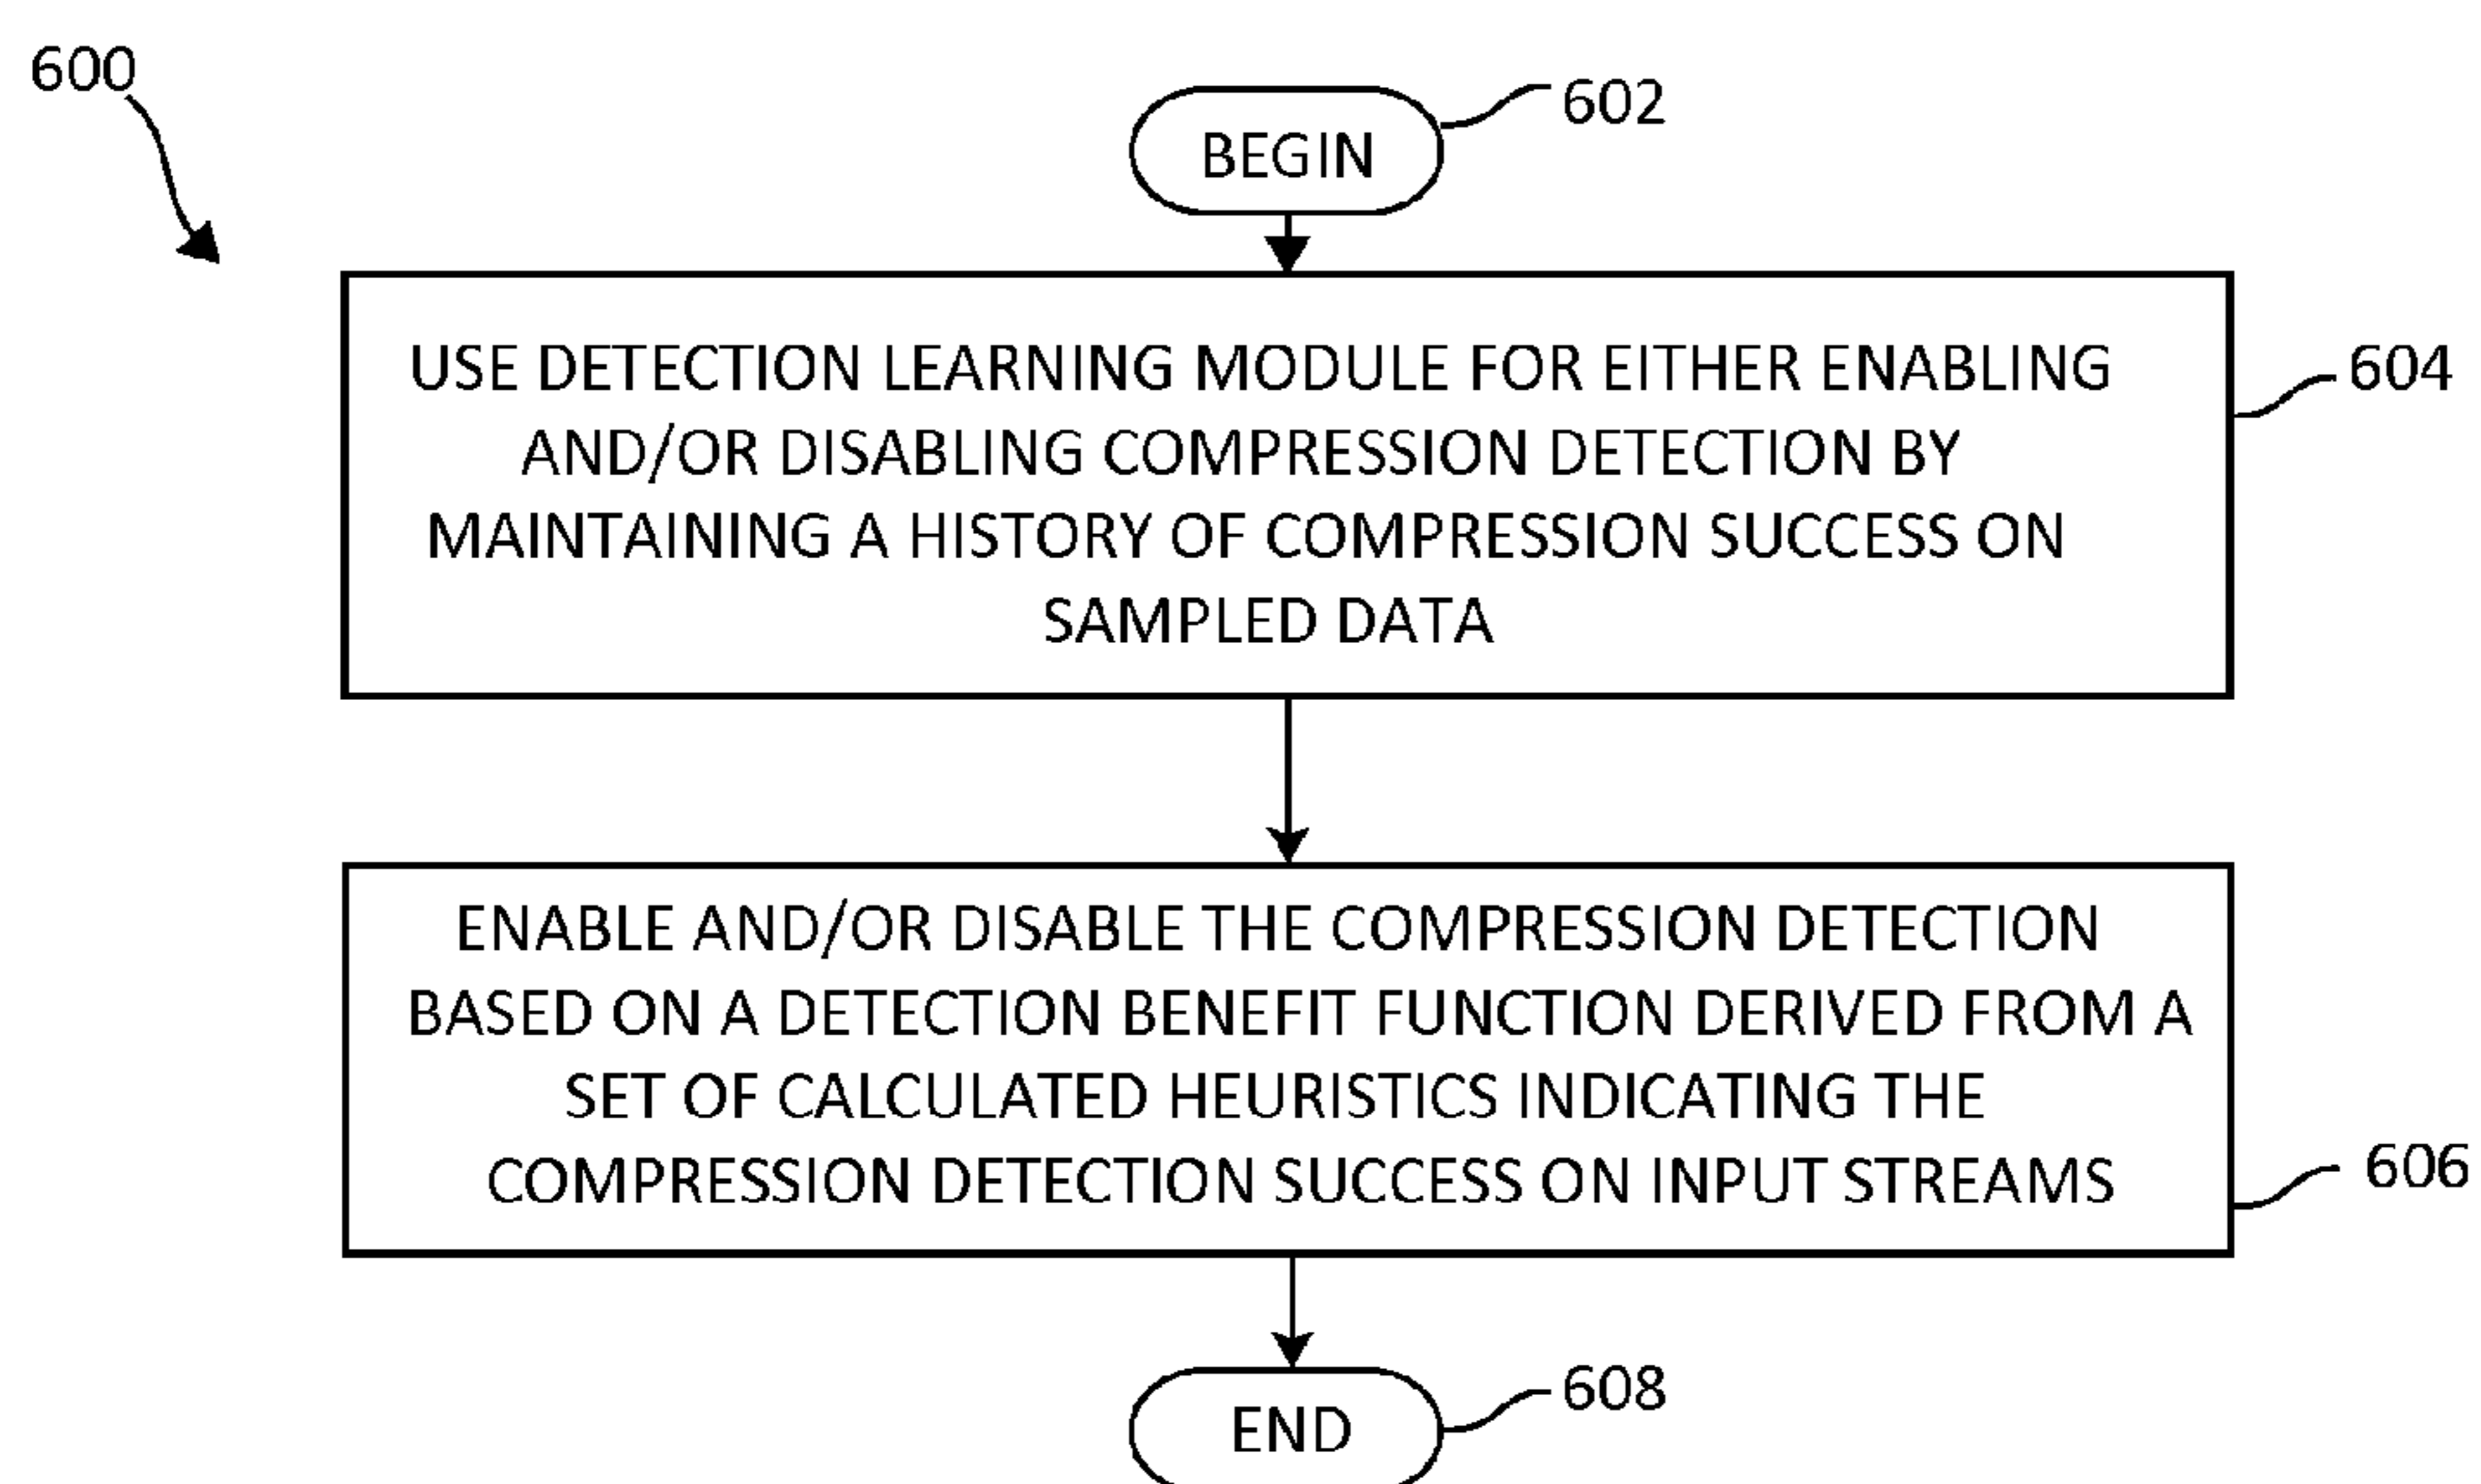 600
BEGIN
602
USE DETECTION LEARNING MODULE FOR EITHER ENABLING
AND/OR DISABLING COMPRESSION DETECTION BY
MAINTAINING A HISTORY OF COMPRESSION SUCCESS ON
SAMPLED DATA
604
ENABLE AND/OR DISABLE THE COMPRESSION DETECTION
BASED ON A DETECTION BENEFIT FUNCTION DERIVED FROM A
SET OF CALCULATED HEURISTICS INDICATING THE
COMPRESSION DETECTION SUCCESS ON INPUT STREAMS
606
END
608